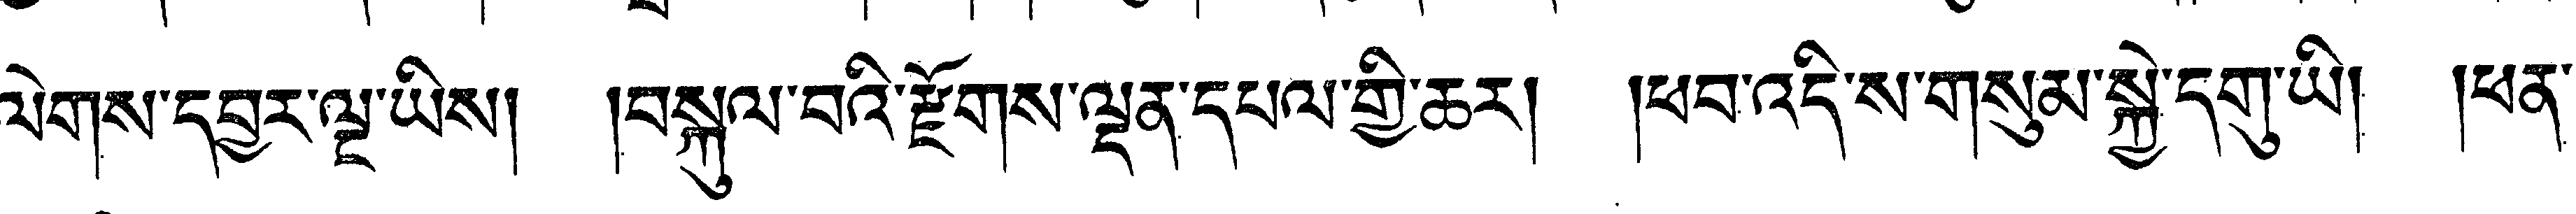 ལེགས་དབྱར་ལྔ་ཡིས། །བསྐུལ་བའི་རྫོགས་ལྡན་དཔལ་གྱི་ཆར། །ཕབ་འདི་ས་གསུམ་སྐྱེ་དགུ་ཡི། །ཕན་